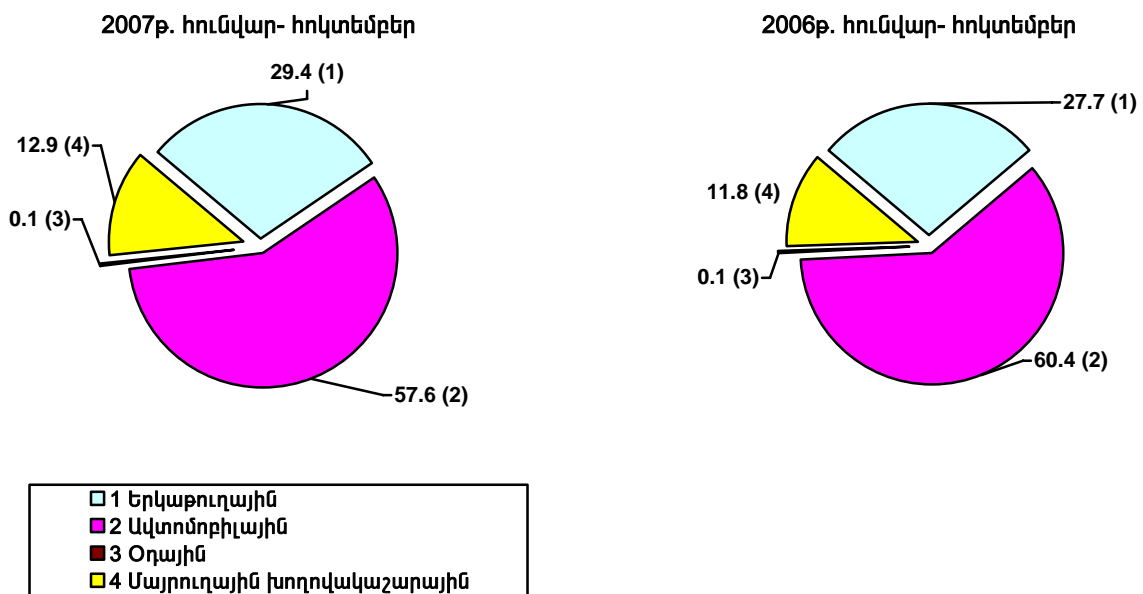 2007թ. հունվար- հոկտեմբեր
29.4 (1)
12.9 (4)
0.1 (3)
57.6 (2)
2006թ. հունվար- հոկտեմբեր
27.7 (1)
11.8 (4)
0.1 (3)
60.4 (2)
1 Երկաթուղային
2 Ավտոմոբիլային
3 Օդային
4 Մայրուղային խողովակաշարային